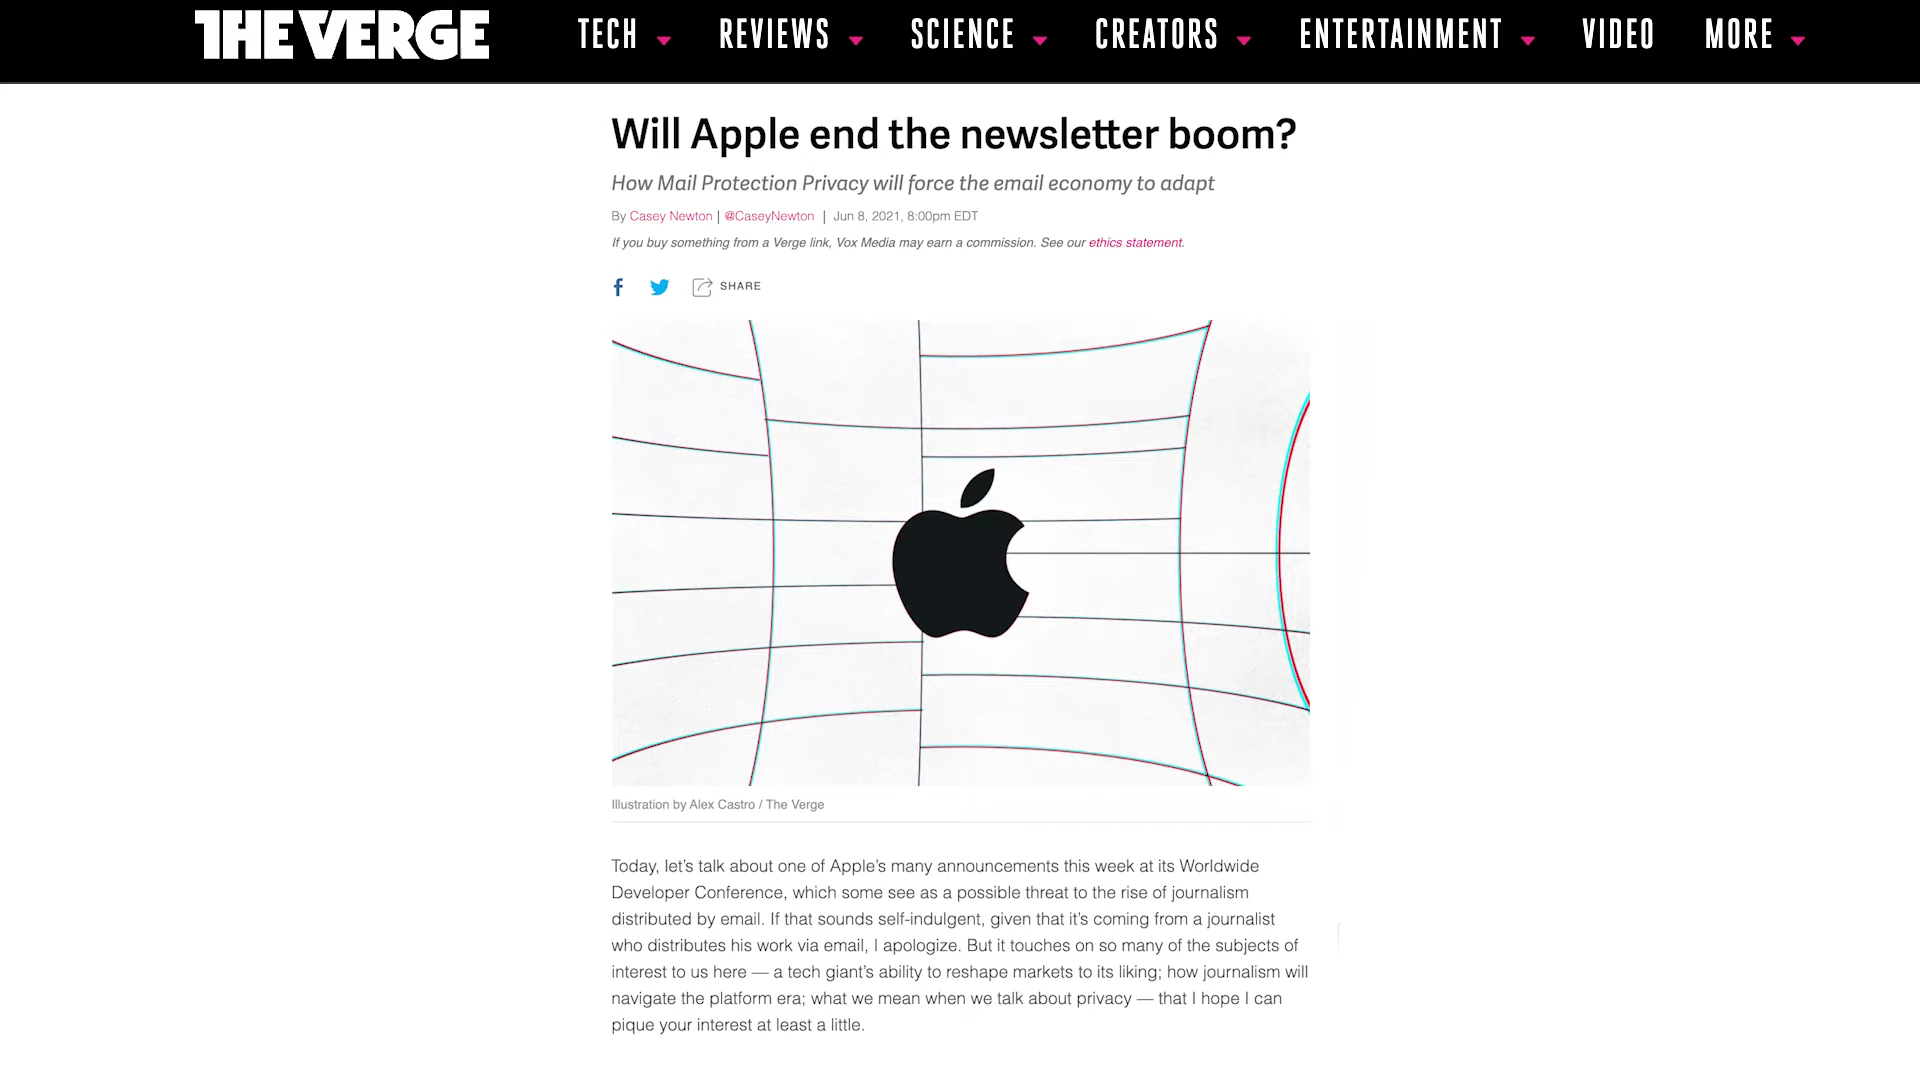 THE VERGE TECH REVIEWS SCIENCE CREATORS ENTERTAINMENT VIDEO MORE
Will Apple end the newsletter boom?
How Mail Protection Privacy will force the email economy to adapt
By Casey Newton | @CaseyNewton | Jun 8, 2021, 8:00pm EDT
If you buy something from a Verge link, Vox Media may earn a commission. See our ethics statement.
SHARE
Illustration by Alex Castro / The Verge
Today, let’s talk about one of Apple’s many announcements this week at its Worldwide
Developer Conference, which some see as a possible threat to the rise of journalism
distributed by email. If that sounds self-indulgent, given that it’s coming from a journalist
who distributes his work via email, I apologize. But it touches on so many of the subjects of
interest to us here — a tech giant’s ability to reshape markets to its liking; how journalism will
navigate the platform era; what we mean when we talk about privacy — that I hope I can
pique your interest at least a little.